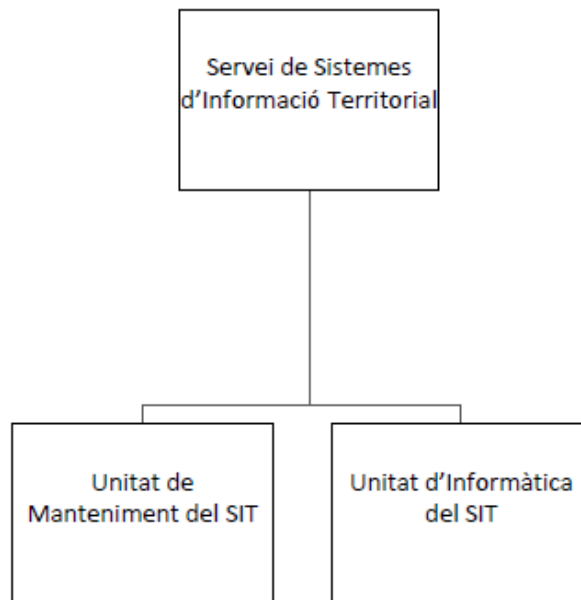 Servei de Sistemes
d'Informació Territorial
Unitat de
Manteniment del SIT
Unitat d'Informàtica
del SIT